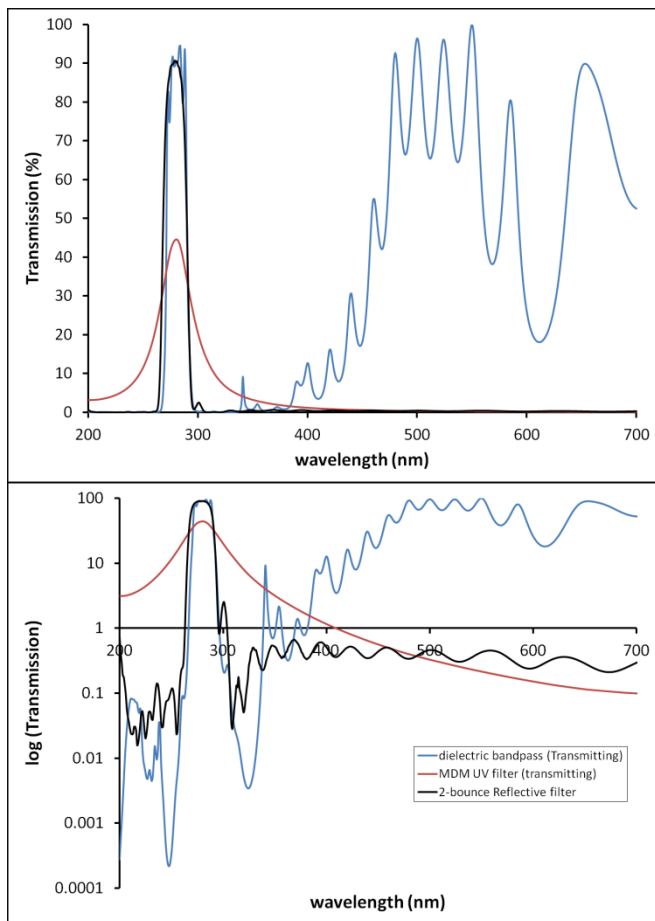 100
90
80
70
60
50
40
30
20
10
0
Transmission (%)
200 300 400 500 600 700
wavelength (nm)
100
10
1
0.1
0.01
0.001
0.0001
log (Transmission)
200 300 400 500 600 700
dielectric bandpass (Transmitting)
MDM UV filter (transmitting)
2-bounce Reflective filter
wavelength (nm)